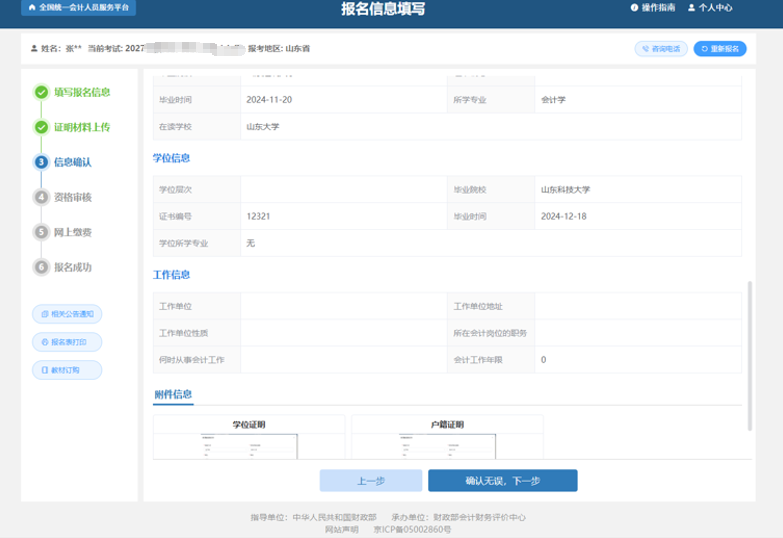 全国统一会计人员服务平台
报名信息填写
操作指南 个人中心
姓名：张** 当前考试：2027 报考地区：山东省
咨询电话 重新报名
填写报名信息
证明材料上传
3 信息确认
4 资格审核
5 网上缴费
6 报名成功
相关公告通知
报名表打印
教材订购
毕业时间 2024-11-20 所学专业 会计学
在读学校 山东大学
学位信息
学位层次 毕业院校 山东科技大学
证书编号 12321 毕业时间 2024-12-18
学位所学专业 无
工作信息
工作单位 工作单位地址
工作单位性质 所在会计岗位的职务
何时从事会计工作 会计工作年限 0
附件信息
学位证明 户籍证明
上一步 确认无误，下一步
指导单位：中华人民共和国财政部 承办单位：财政部会计财务评价中心
网站声明 京ICP备05002860号